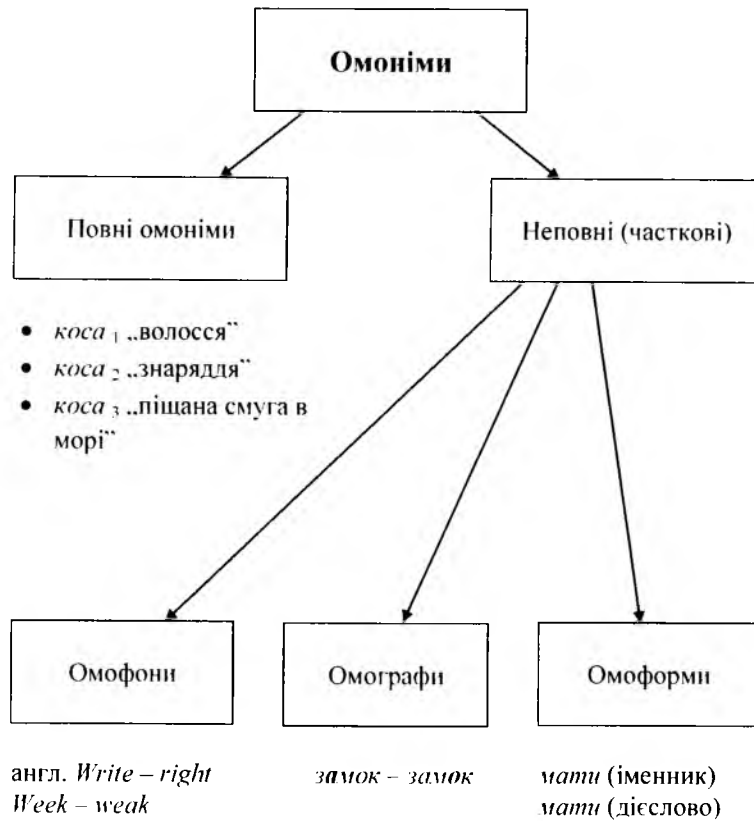 Омоніми
Повні омоніми
Неповні (часткові)
• коса 1 „волосся“
• коса 2 „знаряддя“
• коса 3 „піщана смуга в
морі“
Омофони
Омографи
Омоформи
англ. Write – right
Week – weak
замок – замок
мати (іменник)
мати (дієслово)